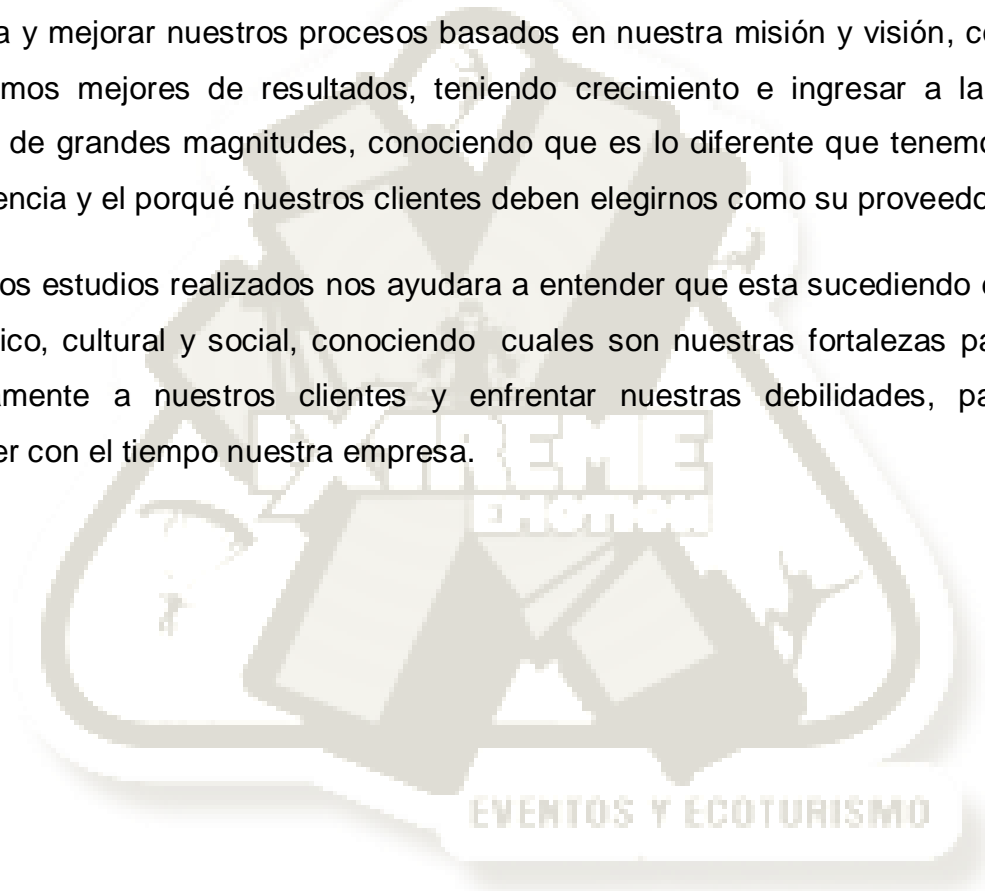 a y mejorar nuestros procesos basados en nuestra misión y visión, co
mos mejores de resultados, teniendo crecimiento e ingresar a la
de grandes magnitudes, conociendo que es lo diferente que tenemo
encia y el porqué nuestros clientes deben elegirnos como su proveedo
os estudios realizados nos ayudara a entender que esta sucediendo e
ico, cultural y social, conociendo cuales son nuestras fortalezas pa
amente a nuestros clientes y enfrentar nuestras debilidades, pa
er con el tiempo nuestra empresa.
XTREME
EMOTION
EVENTOS Y ECOTURISMO